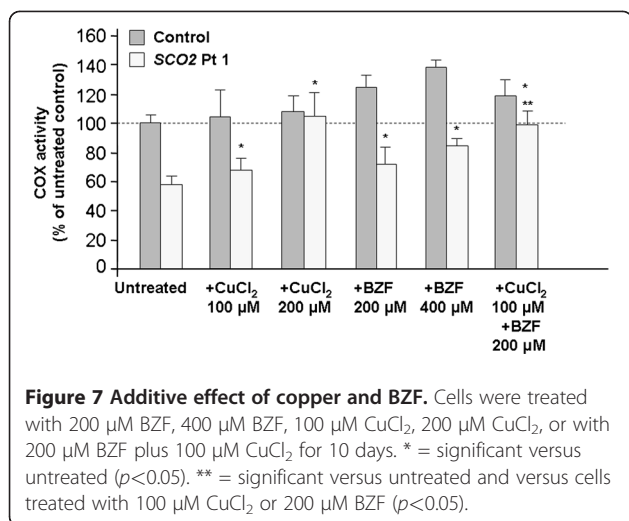 160
140
120
100
80
60
40
20
0
COX activity
(% of untreated control)
Control
SCO2 Pt 1
*
*
*
*
*
**
Untreated
+CuCl₂
100 µM
+CuCl₂
200 µM
+BZF
200 µM
+BZF
400 µM
+CuCl₂
100 µM
+BZF
200 µM
Figure 7 Additive effect of copper and BZF. Cells were treated
with 200 µM BZF, 400 µM BZF, 100 µM CuCl₂, 200 µM CuCl₂, or with
200 µM BZF plus 100 µM CuCl₂ for 10 days. * = significant versus
untreated (p<0.05). ** = significant versus untreated and versus cells
treated with 100 µM CuCl₂ or 200 µM BZF (p<0.05).